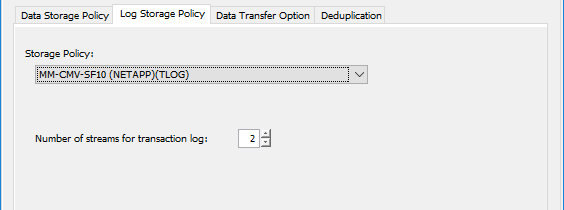 Data Storage Policy Log Storage Policy Data Transfer Option Deduplication
Storage Policy:
MM-CMV-SF10 (NETAPP)(TLOG)
Number of streams for transaction log: 2